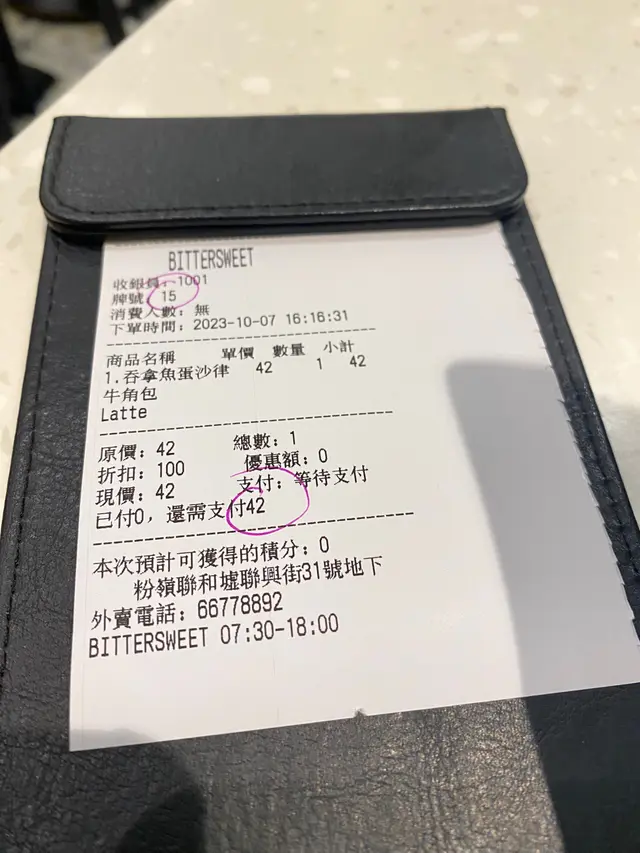 BITTERSWEET
收銀員：1001
牌號：15
消費人數：無
下單時間：2023-10-07 16:16:31
商品名稱 單價 數量 小計
1.吞拿魚蛋沙律 42 1 42
牛角包
Latte
原價：42 總數：1
折扣：100 優惠額：0
現價：42 支付：等待支付
已付0，還需支付42
本次預計可獲得的積分：0
粉嶺聯和墟聯興街31號地下
外賣電話：66778892
BITTERSWEET 07:30-18:00